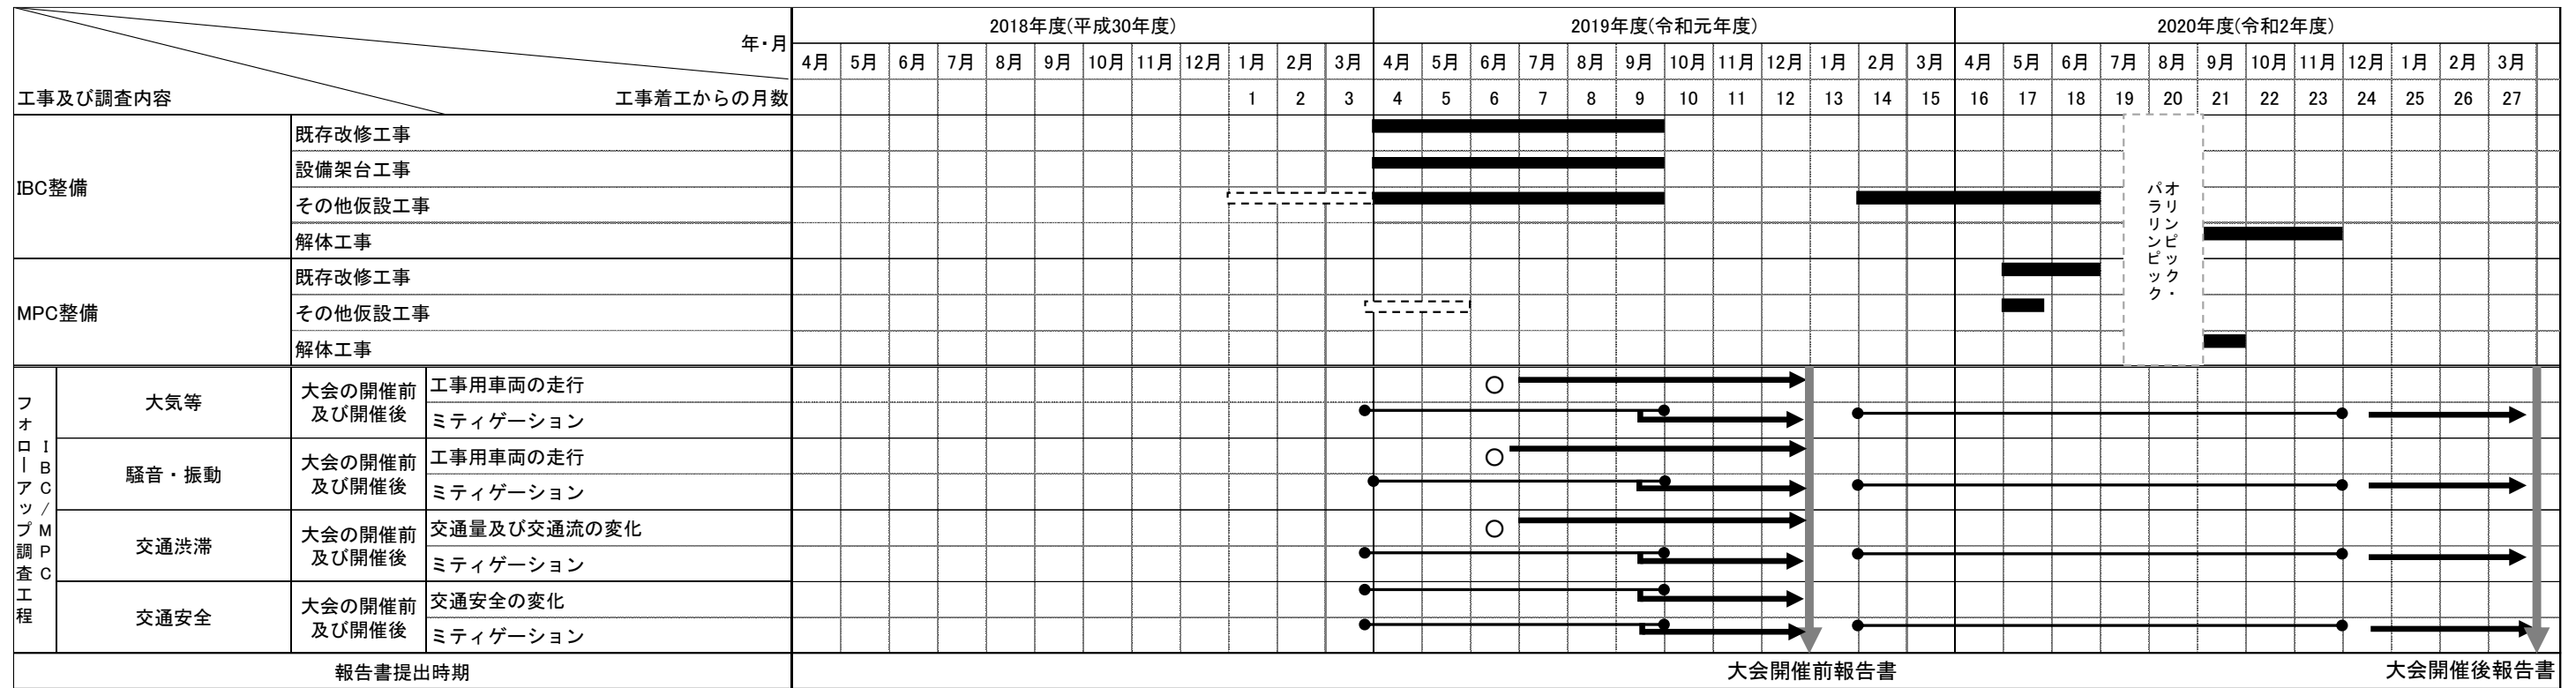 2018年度(平成30年度) 2019年度(令和元年度) 2020年度(令和2年度)
年・月
4月 5月 6月 7月 8月 9月 10月 11月 12月 1月 2月 3月 4月 5月 6月 7月 8月 9月 10月 11月 12月 1月 2月 3月 4月 5月 6月 7月 8月 9月 10月 11月 12月 1月 2月 3月
工事及び調査内容 工事着工からの月数 1 2 3 4 5 6 7 8 9 10 11 12 13 14 15 16 17 18 19 20 21 22 23 24 25 26 27
IBC整備
既存改修工事
設備架台工事
その他仮設工事
解体工事
MPC整備
既存改修工事
その他仮設工事
解体工事
オリンピック・
パラリンピック
IBC/MPC
フォローアップ調査工程
大気等
大会の開催前
及び開催後
工事用車両の走行
ミティゲーション
騒音・振動
大会の開催前
及び開催後
工事用車両の走行
ミティゲーション
交通渋滞
大会の開催前
及び開催後
交通量及び交通流の変化
ミティゲーション
交通安全
大会の開催前
及び開催後
交通安全の変化
ミティゲーション
報告書提出時期 大会開催前報告書 大会開催後報告書